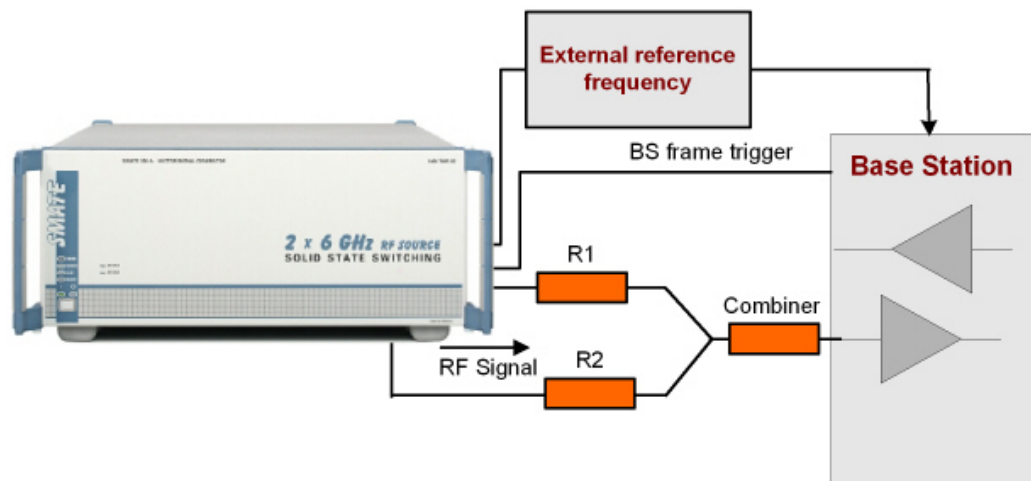 External reference
frequency
BS frame trigger
Base Station
SMATE
2 x 6 GHz RF SOURCE
SOLID STATE SWITCHING
R1
Combiner
RF Signal
R2